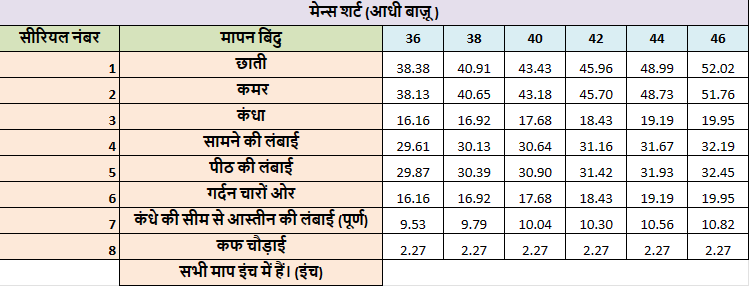 मेन्स शर्ट (आधी बाजू )
सीरियल नंबर मापन बिंदु 36 38 40 42 44 46
1 छाती 38.38 40.91 43.43 45.96 48.99 52.02
2 कमर 38.13 40.65 43.18 45.70 48.73 51.76
3 कंधा 16.16 16.92 17.68 18.43 19.19 19.95
4 सामने की लंबाई 29.61 30.13 30.64 31.16 31.67 32.19
5 पीठ की लंबाई 29.87 30.39 30.90 31.42 31.93 32.45
6 गर्दन चारों ओर 16.16 16.92 17.68 18.43 19.19 19.95
7 कंधे की सीम से आस्तीन की लंबाई (पूर्ण) 9.53 9.79 10.04 10.30 10.56 10.82
8 कफ चौड़ाई 2.27 2.27 2.27 2.27 2.27 2.27
सभी माप इंच में हैं। (इंच)